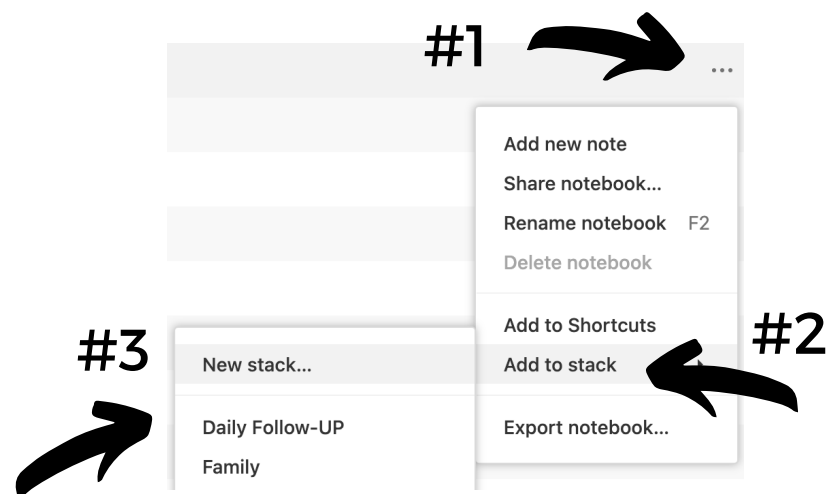 #1
...
Add new note
Share notebook...
Rename notebook F2
Delete notebook
Add to Shortcuts
#2
Add to stack
Export notebook...
#3
New stack...
Daily Follow-UP
Family